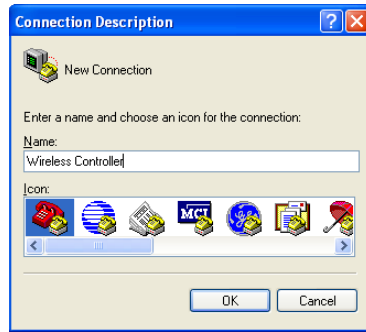 Connection Description
New Connection
Enter a name and choose an icon for the connection:
Name:
Wireless Controller
Icon:
MCI
OK
Cancel